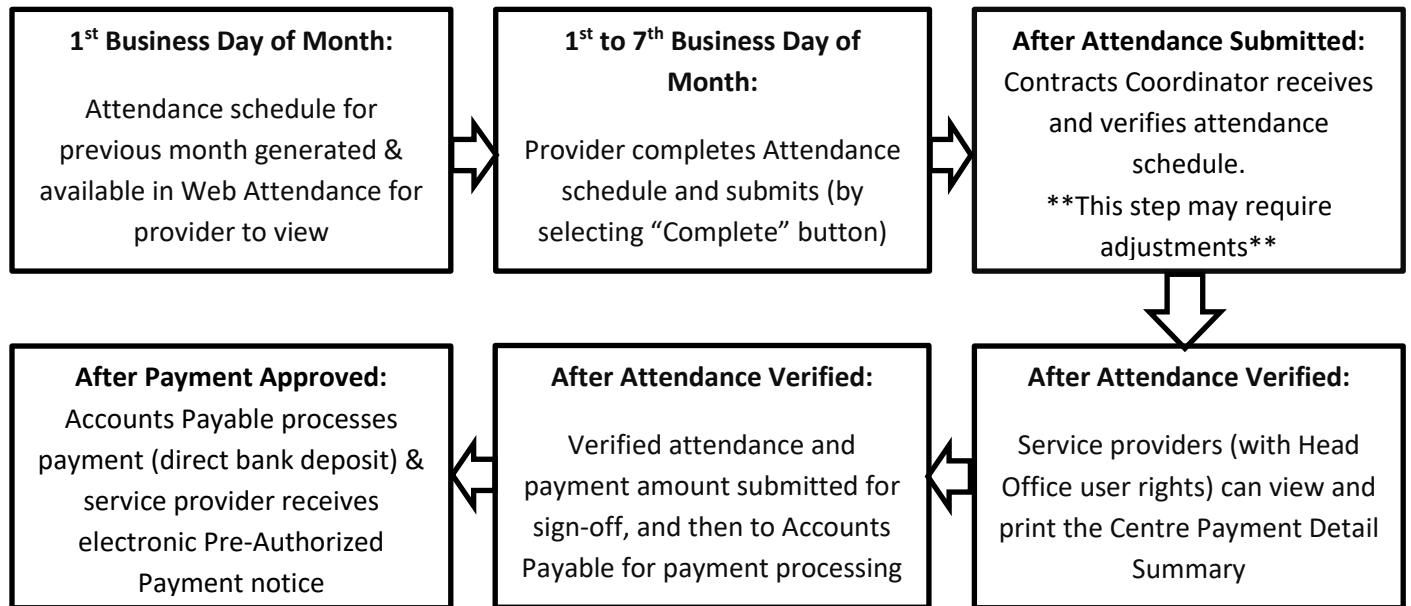 1st Business Day of Month:
Attendance schedule for
previous month generated &
available in Web Attendance for
provider to view
1st to 7th Business Day of
Month:
Provider completes Attendance
schedule and submits (by
selecting “Complete” button)
After Attendance Submitted:
Contracts Coordinator receives
and verifies attendance
schedule.
**This step may require
adjustments**
After Attendance Verified:
Service providers (with Head
Office user rights) can view and
print the Centre Payment Detail
Summary
After Attendance Verified:
Verified attendance and
payment amount submitted for
sign-off, and then to Accounts
Payable for payment processing
After Payment Approved:
Accounts Payable processes
payment (direct bank deposit) &
service provider receives
electronic Pre-Authorized
Payment notice